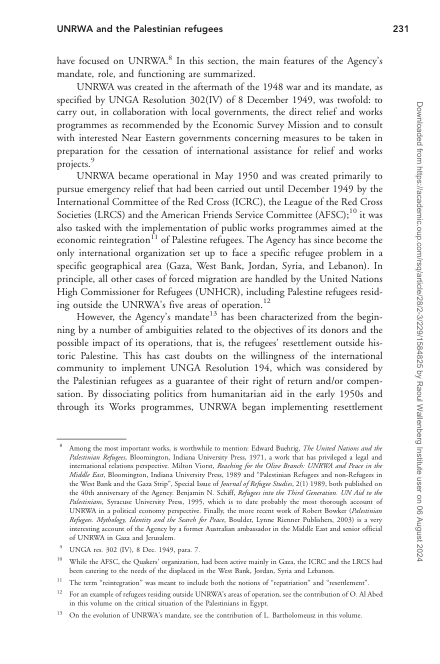 UNRWA and the Palestinian refugees 231
have focused on UNRWA.8 In this section, the main features of the Agency's
mandate, role, and functioning are summarized.
UNRWA was created in the aftermath of the 1948 war and its mandate, as
specified by UNGA Resolution 302(IV) of 8 December 1949, was twofold: to
carry out, in collaboration with local governments, the direct relief and works
programmes as recommended by the Economic Survey Mission and to consult
with interested Near Eastern governments concerning measures to be taken in
preparation for the cessation of international assistance for relief and works
projects.9
UNRWA became operational in May 1950 and was created primarily to
pursue emergency relief that had been carried out until December 1949 by the
International Committee of the Red Cross (ICRC), the League of the Red Cross
Societies (LRCS) and the American Friends Service Committee (AFSC);10 it was
also tasked with the implementation of public works programmes aimed at the
economic reintegration11 of Palestine refugees. The Agency has since become the
only international organization set up to face a specific refugee problem in a
specific geographical area (Gaza, West Bank, Jordan, Syria, and Lebanon). In
principle, all other cases of forced migration are handled by the United Nations
High Commissioner for Refugees (UNHCR), including Palestine refugees resid-
ing outside the UNRWA's five areas of operation.12
However, the Agency's mandate13 has been characterized from the begin-
ning by a number of ambiguities related to the objectives of its donors and the
possible impact of its operations, that is, the refugees' resettlement outside his-
toric Palestine. This has cast doubts on the willingness of the international
community to implement UNGA Resolution 194, which was considered by
the Palestinian refugees as a guarantee of their right of return and/or compen-
sation. By dissociating politics from humanitarian aid in the early 1950s and
through its Works programmes, UNRWA began implementing resettlement
8 Among the most important works, is worthwhile to mention: Edward Buehrig, The United Nations and the
Palestinian Refugees, Bloomington, Indiana University Press, 1971, a work that has privileged a legal and
international relations perspective. Milton Viorst, Reaching for the Olive Branch: UNRWA and Peace in the
Middle East, Bloomington, Indiana University Press, 1989 and "Palestinian Refugees and Non-Refugees in
the West Bank and the Gaza Strip", Special Issue of Journal of Refugee Studies, 2(1) 1989, both published on
the 40th anniversary of the Agency. Benjamin N. Schiff, Refugees into the Third Generation. UN Aid to the
Palestinians, Syracuse University Press, 1995, which is to date probably the most thorough account of
UNRWA in a political economy perspective. Finally, the more recent work of Robert Bowker (Palestinian
Refugees. Mythology, Identity and the Search for Peace, Boulder, Lynne Rienner Publishers, 2003) is a very
interesting account of the Agency by a former Australian ambassador in the Middle East and senior official
of UNRWA in Gaza and Jerusalem.
9 UNGA res. 302 (IV), 8 Dec. 1949, para. 7.
10 While the AFSC, the Quakers' organization, had been active mainly in Gaza, the ICRC and the LRCS had
been catering to the needs of the displaced in the West Bank, Jordan, Syria and Lebanon.
11 The term "reintegration" was meant to include both the notions of "repatriation" and "resettlement".
12 For an example of refugees residing outside UNRWA's areas of operation, see the contribution of O. Al Abed
in this volume on the critical situation of the Palestinians in Egypt.
13 On the evolution of UNRWA's mandate, see the contribution of L. Bartholomeusz in this volume.
Downloaded from https://academic.oup.com/rsq/article/28/2-3/229/1584825 by Raoul Wallenberg Institute user on 06 August 2024